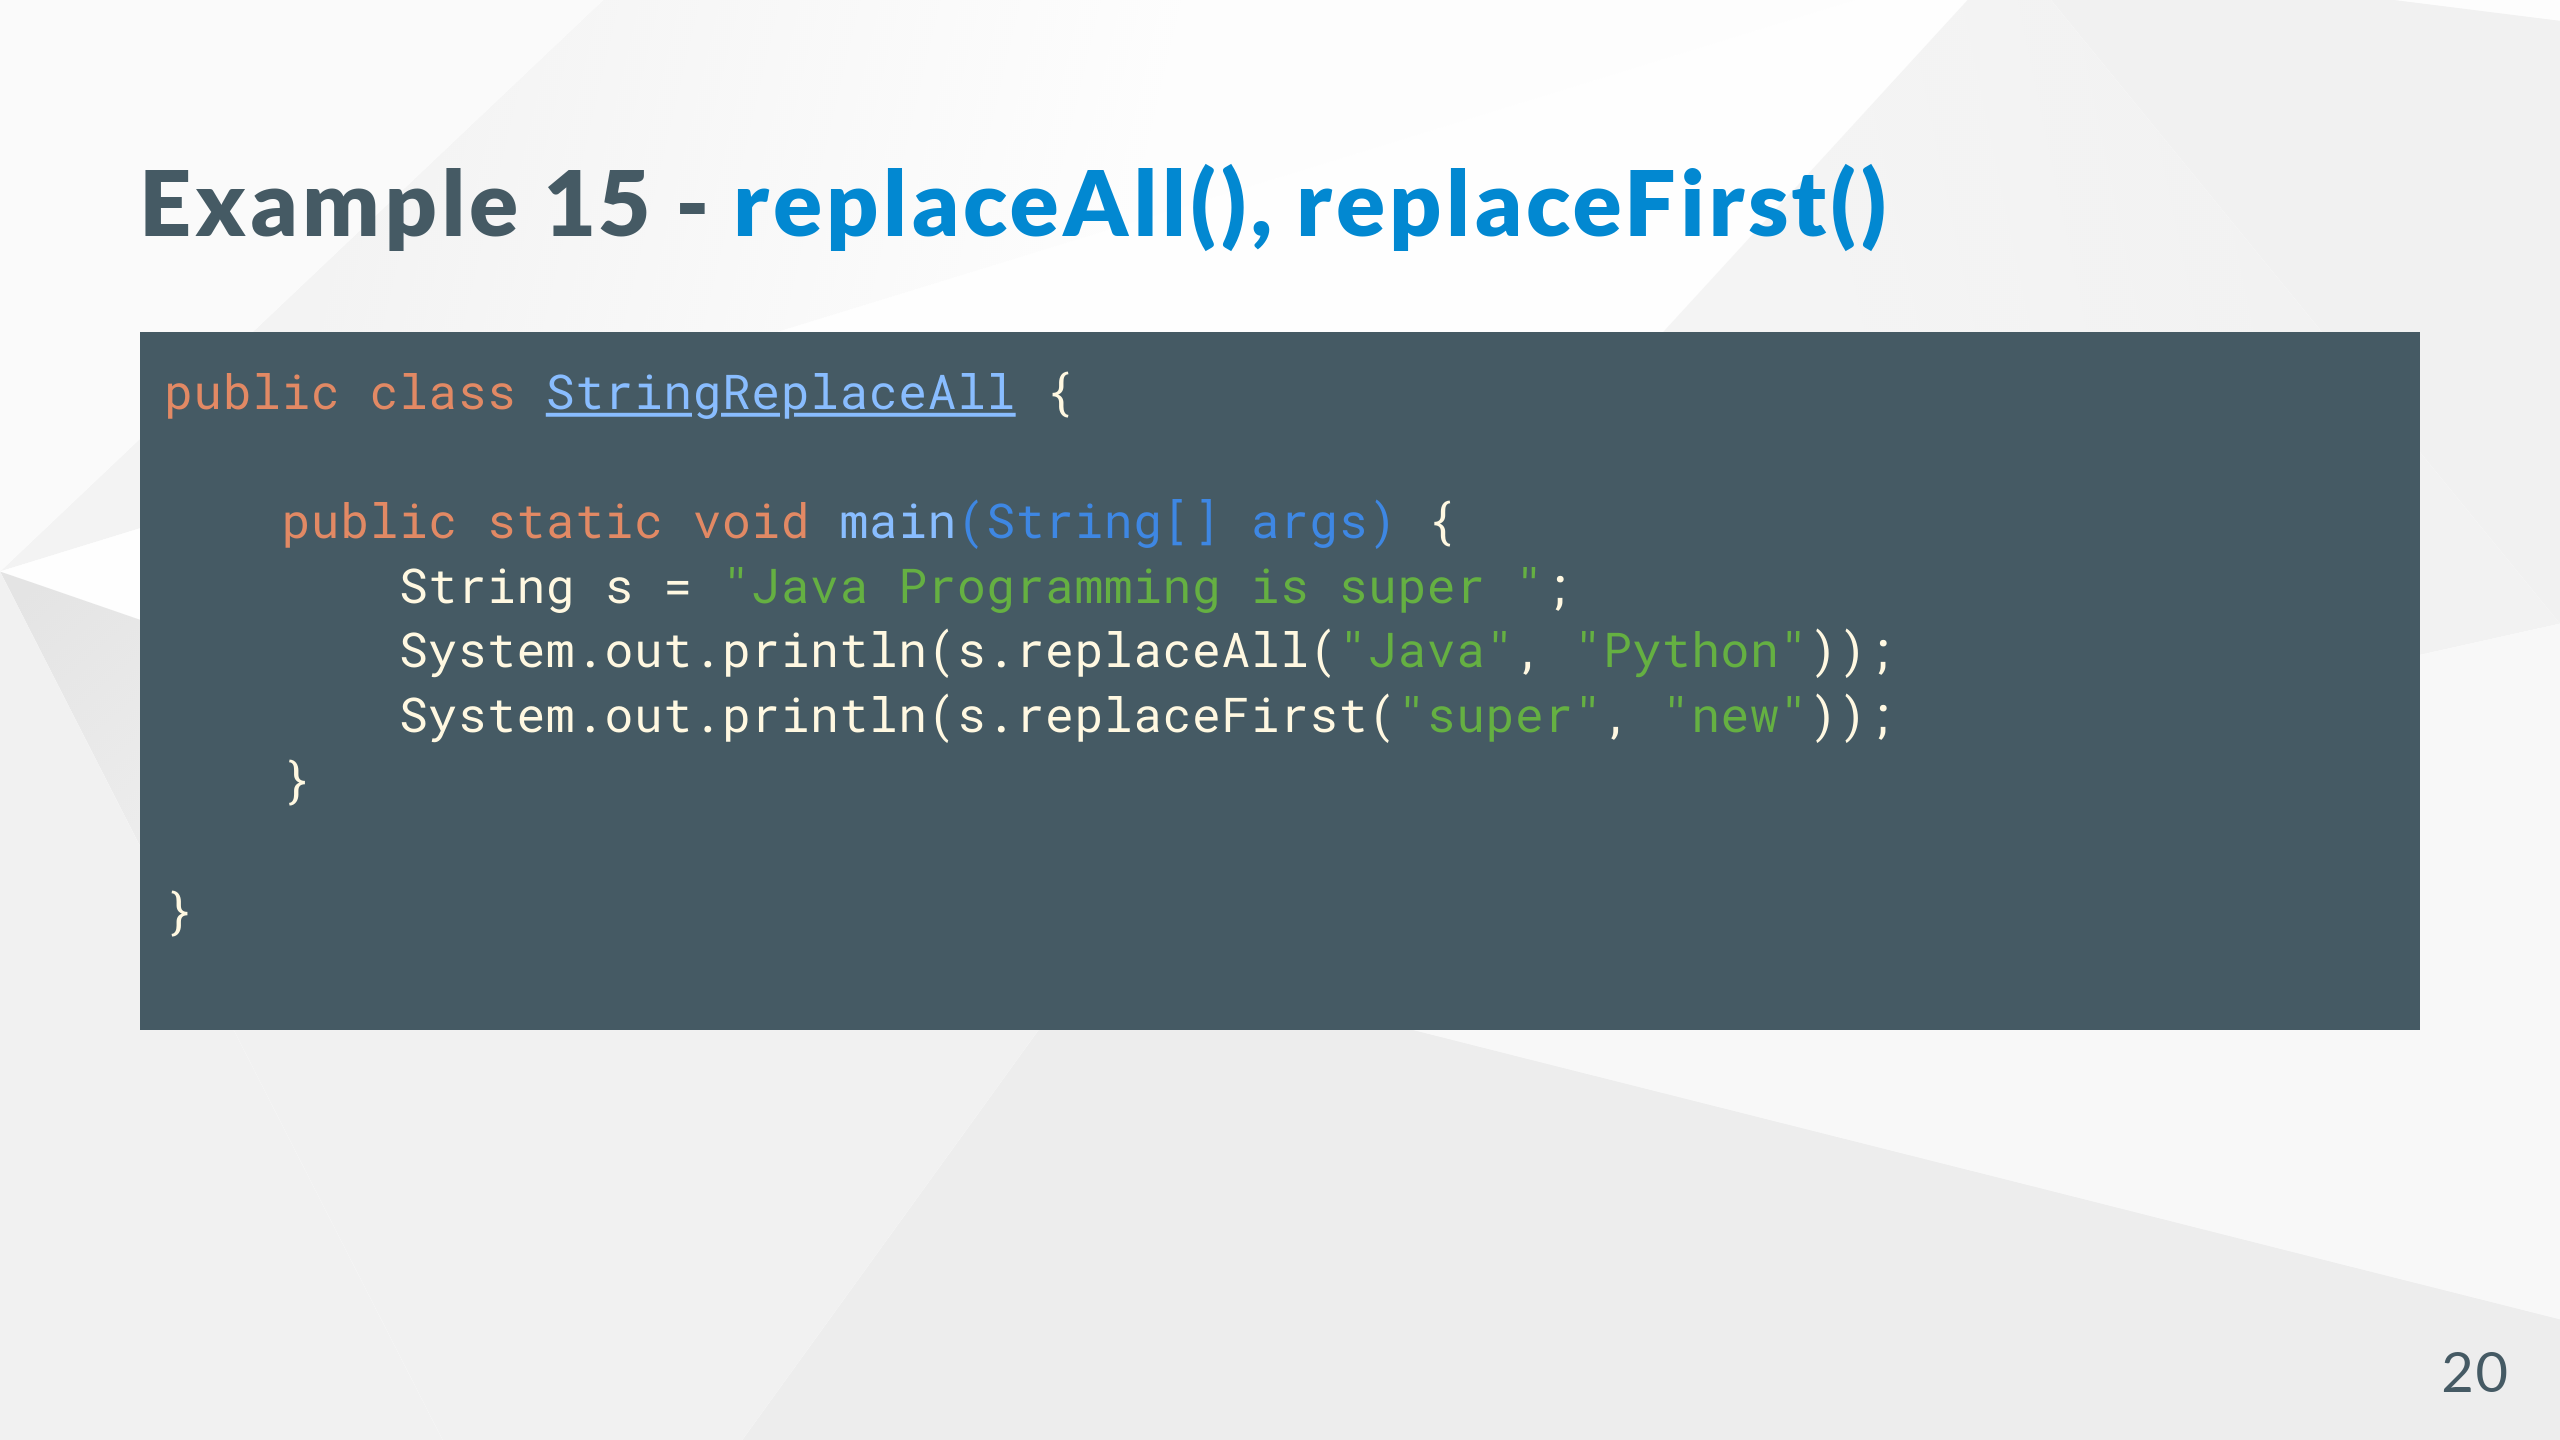 Example 15 - replaceAll(), replaceFirst()
public class StringReplaceAll {
    public static void main(String[] args) {
        String s = "Java Programming is super ";
        System.out.println(s.replaceAll("Java", "Python"));
        System.out.println(s.replaceFirst("super", "new"));
    }
}
20